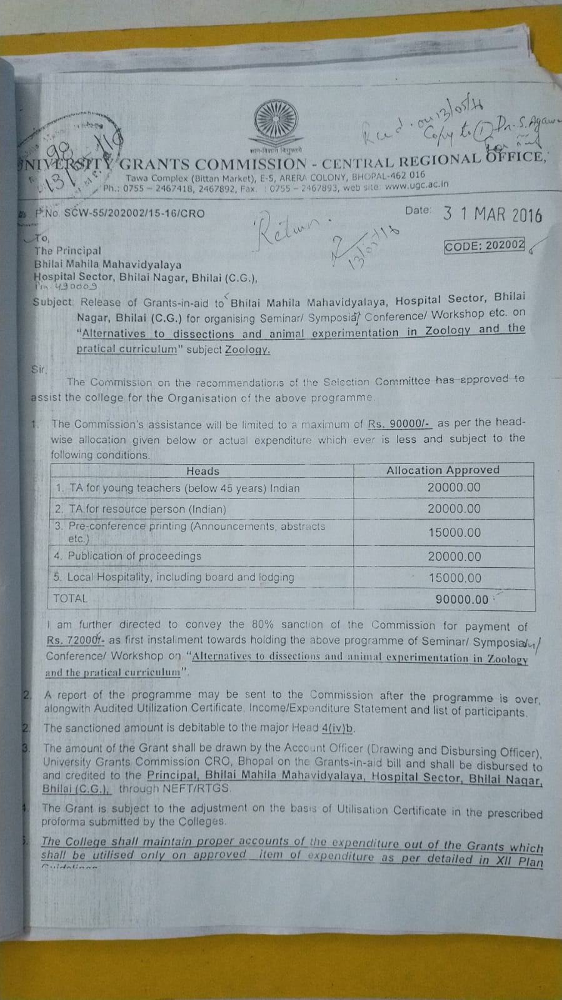 Recd. on 13/05/16
Copy to ① Dr. S. Agarw
98
13/5/16
ज्ञान-विज्ञानं विमुक्तये
UNIVERSITY GRANTS COMMISSION - CENTRAL REGIONAL OFFICE,
Tawa Complex (Bittan Market), E-5, ARERA COLONY, BHOPAL-462 016
Ph.: 0755 – 2467418, 2467892, Fax. : 0755 – 2467893, web site: www.ugc.ac.in
F.No. SCW-55/202002/15-16/CRO
Date: 31 MAR 2016
Return.
13/05/16
CODE: 202002
To,
The Principal
Bhilai Mahila Mahavidyalaya
Hospital Sector, Bhilai Nagar, Bhilai (C.G.),
Pin. 490009
Subject: Release of Grants-in-aid to Bhilai Mahila Mahavidyalaya, Hospital Sector, Bhilai
Nagar, Bhilai (C.G.) for organising Seminar/ Symposia/ Conference/ Workshop etc. on
“Alternatives to dissections and animal experimentation in Zoology and the
pratical curriculum” subject Zoology.
Sir,
The Commission on the recommendations of the Selection Committee has approved to
assist the college for the Organisation of the above programme.
1. The Commission's assistance will be limited to a maximum of Rs. 90000/- as per the head-
wise allocation given below or actual expenditure which ever is less and subject to the
following conditions.
Heads Allocation Approved
1. TA for young teachers (below 45 years) Indian 20000.00
2. TA for resource person (Indian) 20000.00
3. Pre-conference printing (Announcements, abstracts
etc.) 15000.00
4. Publication of proceedings 20000.00
5. Local Hospitality, including board and lodging 15000.00
TOTAL 90000.00
I am further directed to convey the 80% sanction of the Commission for payment of
Rs. 72000/- as first installment towards holding the above programme of Seminar/ Symposia/
Conference/ Workshop on “Alternatives to dissections and animal experimentation in Zoology
and the pratical curriculum”.
2. A report of the programme may be sent to the Commission after the programme is over,
alongwith Audited Utilization Certificate, Income/Expenditure Statement and list of participants.
2. The sanctioned amount is debitable to the major Head 4(iv)b.
3. The amount of the Grant shall be drawn by the Account Officer (Drawing and Disbursing Officer),
University Grants Commission CRO, Bhopal on the Grants-in-aid bill and shall be disbursed to
and credited to the Principal, Bhilai Mahila Mahavidyalaya, Hospital Sector, Bhilai Nagar,
Bhilai (C.G.), through NEFT/RTGS.
4. The Grant is subject to the adjustment on the basis of Utilisation Certificate in the prescribed
proforma submitted by the Colleges.
5. The College shall maintain proper accounts of the expenditure out of the Grants which
shall be utilised only on approved item of expenditure as per detailed in XII Plan
Guidelines